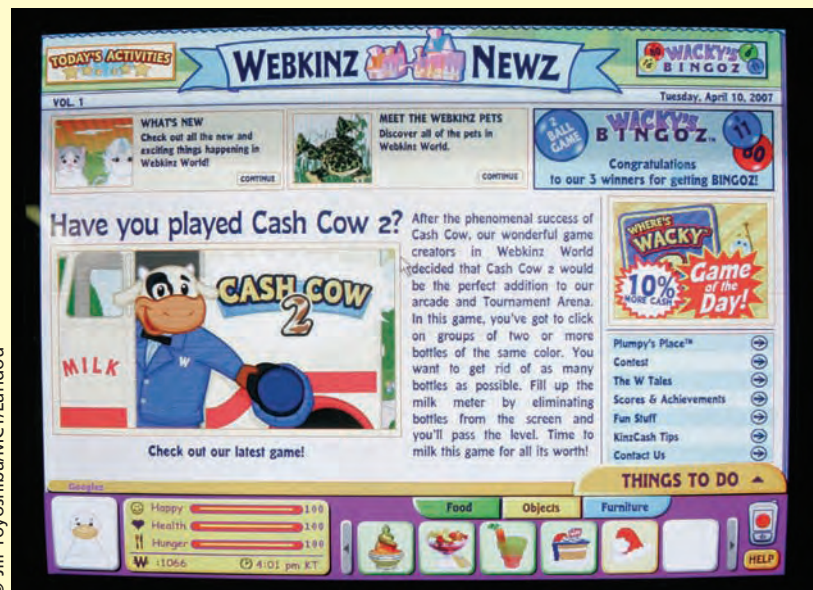 TODAY'S ACTIVITIES
WEBKINZ NEWZ
WACKY'S
BINGOZ
VOL. 1
Tuesday, April 10, 2007
WHAT'S NEW
Check out all the new and
exciting things happening in
Webkinz World!
CONTINUE
MEET THE WEBKINZ PETS
Discover all of the pets in
Webkinz World.
CONTINUE
2
BALL
GAME
WACKY'S
BINGOZ™
11
60
Congratulations
to our 3 winners for getting BINGOZ!
Have you played Cash Cow 2?
MILK
W
CASH COW
2
Check out our latest game!
After the phenomenal success of
Cash Cow, our wonderful game
creators in Webkinz World
decided that Cash Cow 2 would
be the perfect addition to our
arcade and Tournament Arena.
In this game, you've got to click
on groups of two or more
bottles of the same color. You
want to get rid of as many
bottles as possible. Fill up the
milk meter by eliminating
bottles from the screen and
you'll pass the level. Time to
milk this game for all its worth!
WHERE'S
WACKY
10%
MORE CASH
Game
of the
Day!
Plumpy's Place™
Contest
The W Tales
Scores & Achievements
Fun Stuff
KinzCash Tips
Contact Us
THINGS TO DO
Googles
Happy 100
Health 100
Hunger 100
W :1066
4:01 pm KT
Food
Objects
Furniture
HELP